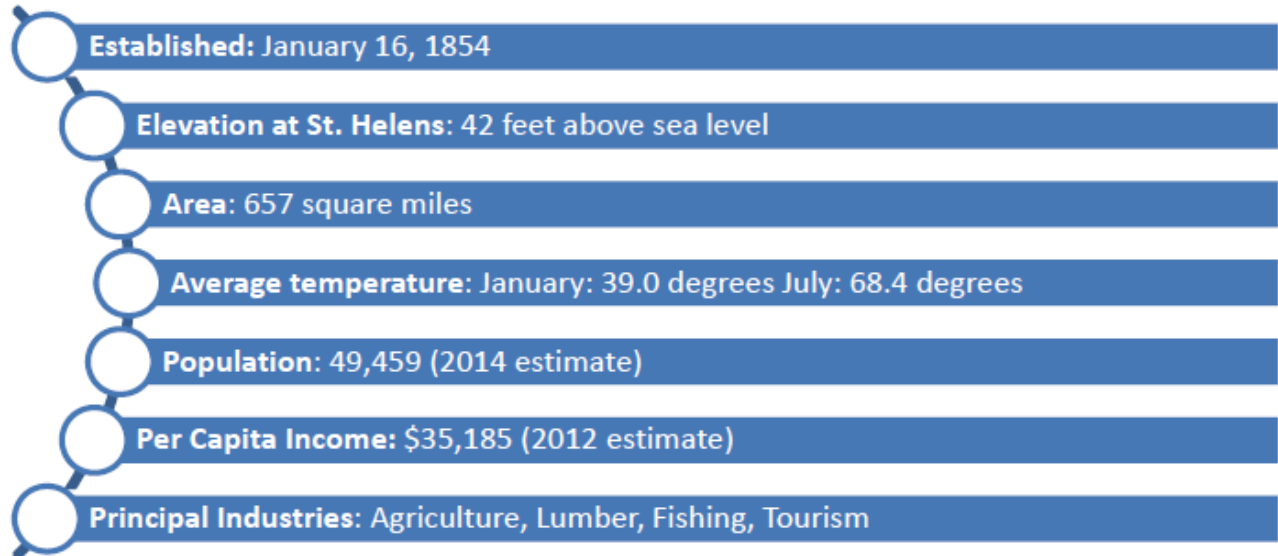 Established: January 16, 1854
Elevation at St. Helens: 42 feet above sea level
Area: 657 square miles
Average temperature: January: 39.0 degrees July: 68.4 degrees
Population: 49,459 (2014 estimate)
Per Capita Income: $35,185 (2012 estimate)
Principal Industries: Agriculture, Lumber, Fishing, Tourism